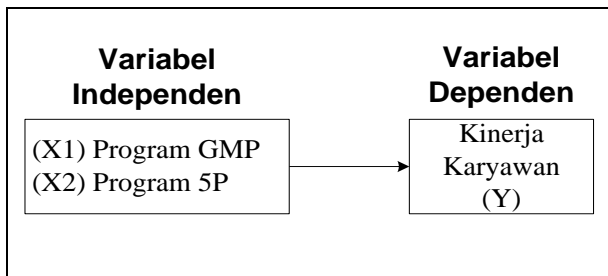 Variabel
Independen
(X1) Program GMP
(X2) Program 5P
Variabel
Dependen
Kinerja
Karyawan
(Y)